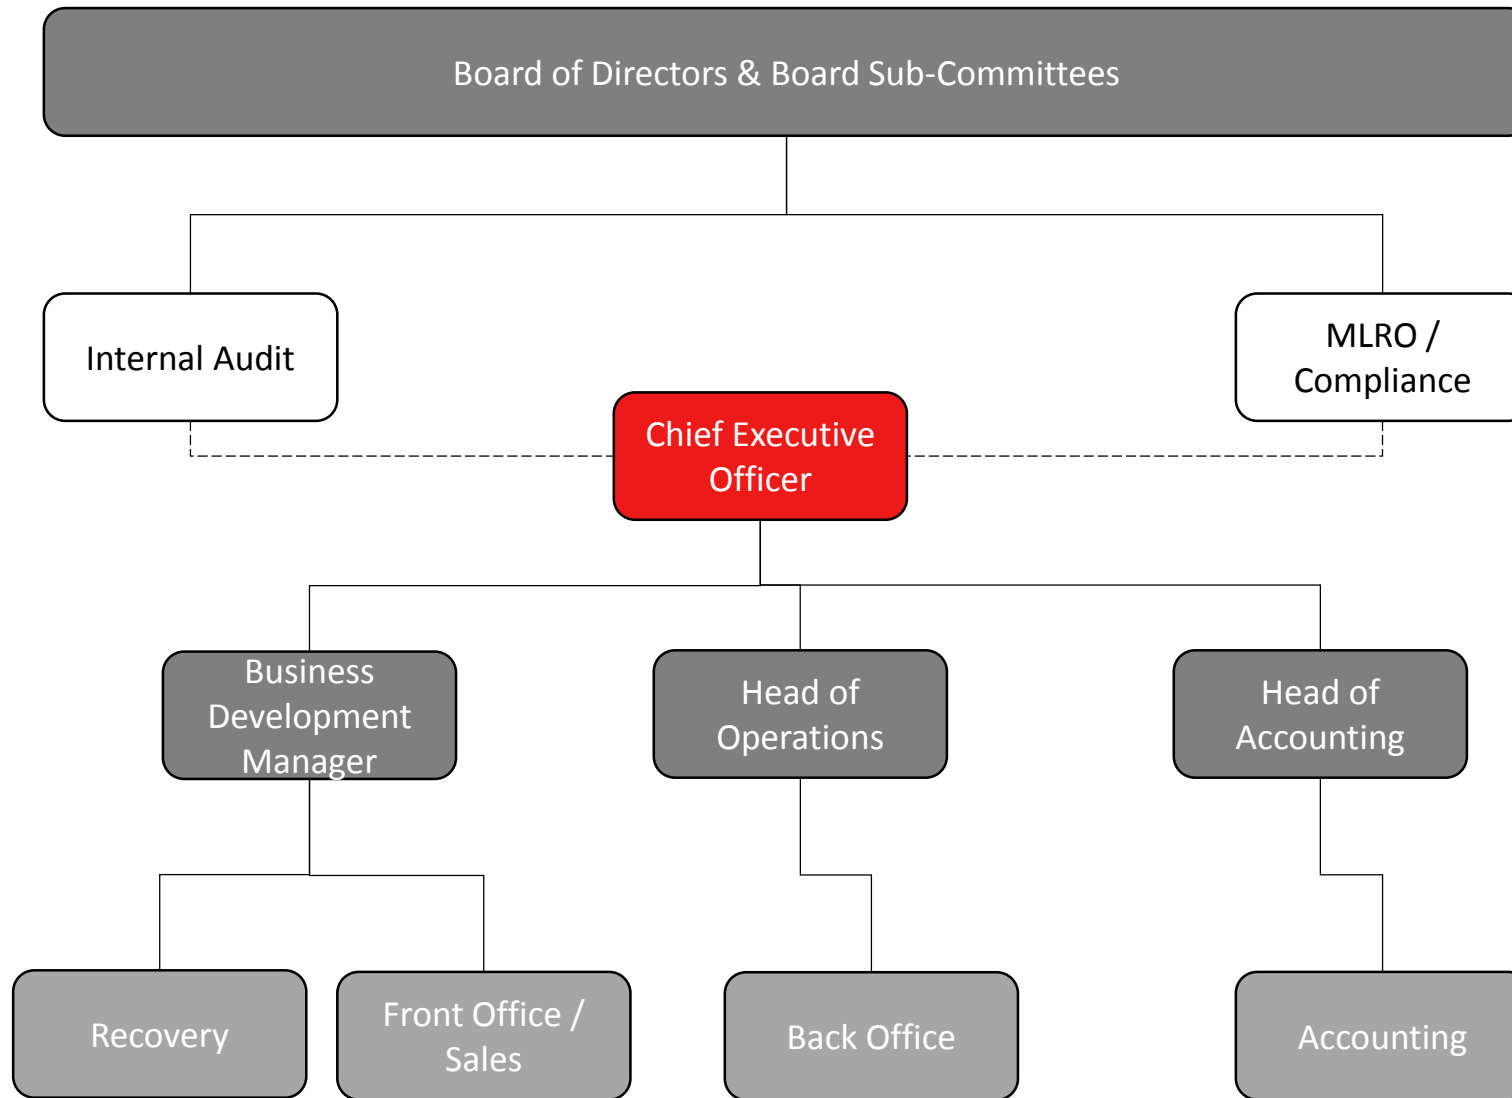 Board of Directors & Board Sub-Committees
Internal Audit
MLRO /
Compliance
Chief Executive
Officer
Business
Development
Manager
Head of
Operations
Head of
Accounting
Recovery
Front Office /
Sales
Back Office
Accounting